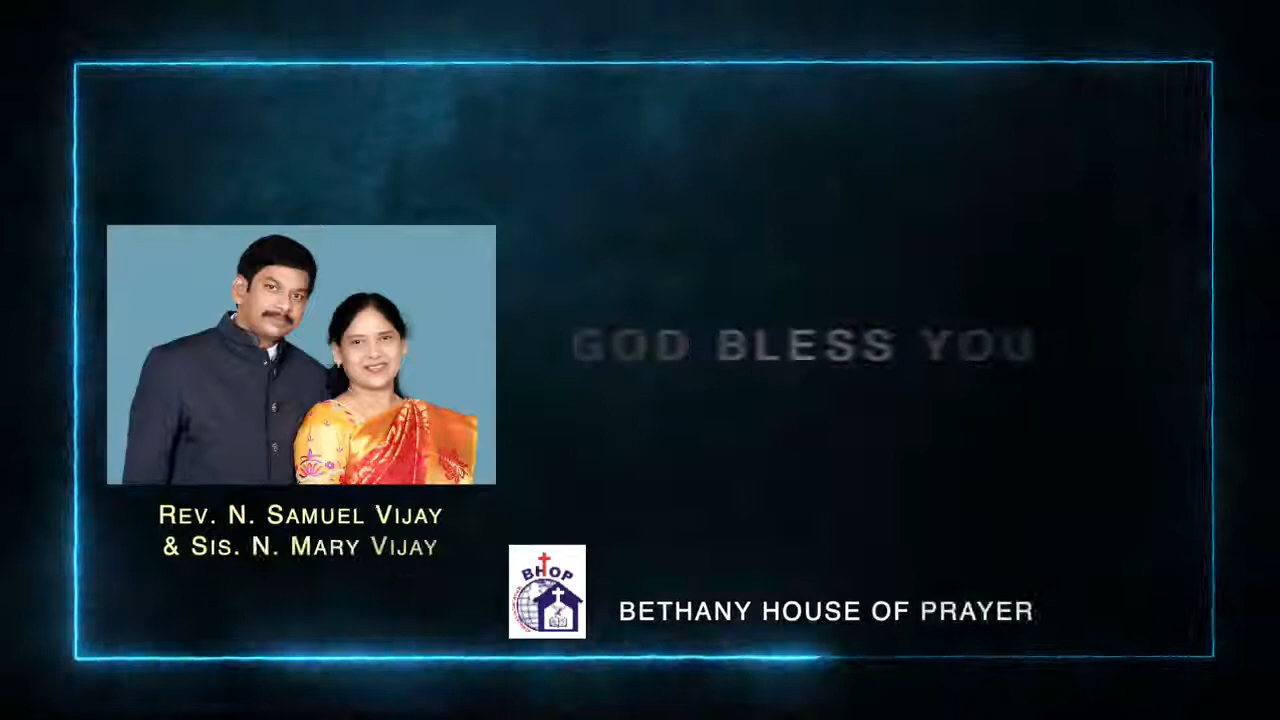 GOD BLESS YOU
REV. N. SAMUEL VIJAY
& SIS. N. MARY VIJAY
BHOP
BETHANY HOUSE OF PRAYER